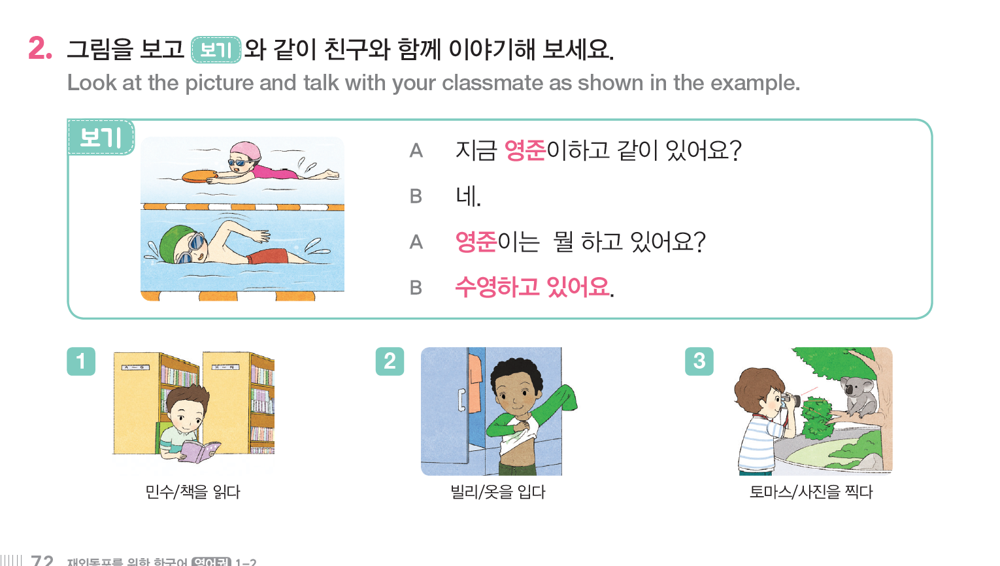 2. 그림을 보고 보기 와 같이 친구와 함께 이야기해 보세요.
Look at the picture and talk with your classmate as shown in the example.
보기
A 지금 영준이하고 같이 있어요?
B 네.
A 영준이는 뭘 하고 있어요?
B 수영하고 있어요.
1
A ~ G
H ~ N
민수/책을 읽다
2
빌리/옷을 입다
3
토마스/사진을 찍다
72 재외동포를 위한 한국어 영어권 1-2